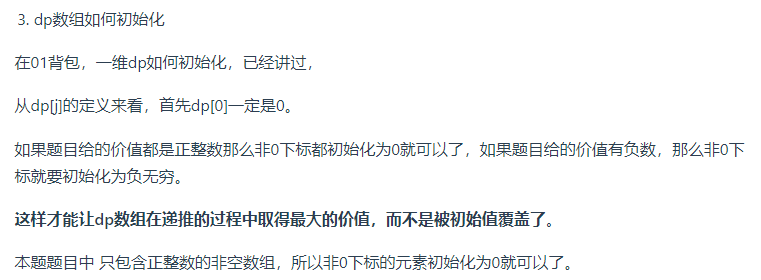 3. dp数组如何初始化
在01背包，一维dp如何初始化，已经讲过，
从dp[j]的定义来看，首先dp[0]一定是0。
如果题目给的价值都是正整数那么非0下标都初始化为0就可以了，如果题目给的价值有负数，那么非0下
标就要初始化为负无穷。
这样才能让dp数组在递推的过程中取得最大的价值，而不是被初始值覆盖了。
本题题目中 只包含正整数的非空数组，所以非0下标的元素初始化为0就可以了。